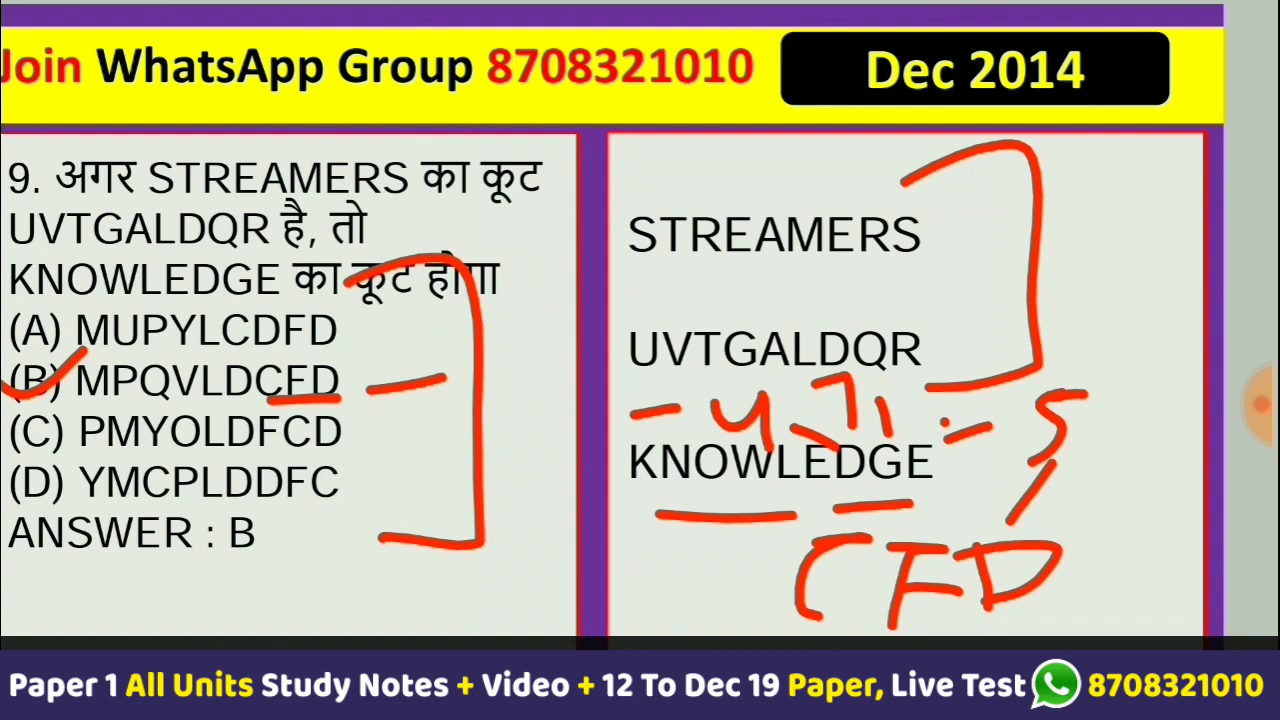 Join WhatsApp Group 8708321010
Dec 2014
9. अगर STREAMERS का कूट
UVTGALDQR है, तो
KNOWLEDGE का कूट होगा
(A) MUPYLCDFD
(B) MPQVLDCFD
(C) PMYOLDFCD
(D) YMCPLDDFC
ANSWER : B
STREAMERS
UVTGALDQR
KNOWLEDGE
CFD
Paper 1 All Units Study Notes + Video + 12 To Dec 19 Paper, Live Test 8708321010